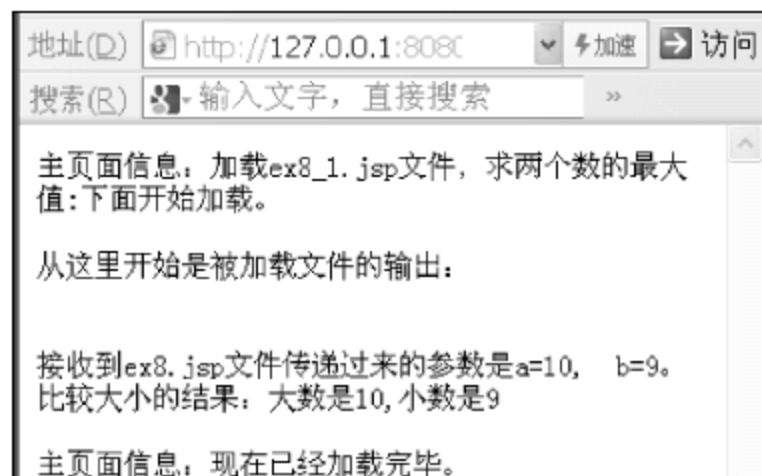 地址(D) http://127.0.0.1:8080 加速 访问
搜索(R) 输入文字，直接搜索 »
主页面信息：加载ex8_1.jsp文件，求两个数的最大
值:下面开始加载。
从这里开始是被加载文件的输出：
接收到ex8.jsp文件传递过来的参数是a=10, b=9。
比较大小的结果：大数是10,小数是9
主页面信息：现在已经加载完毕。